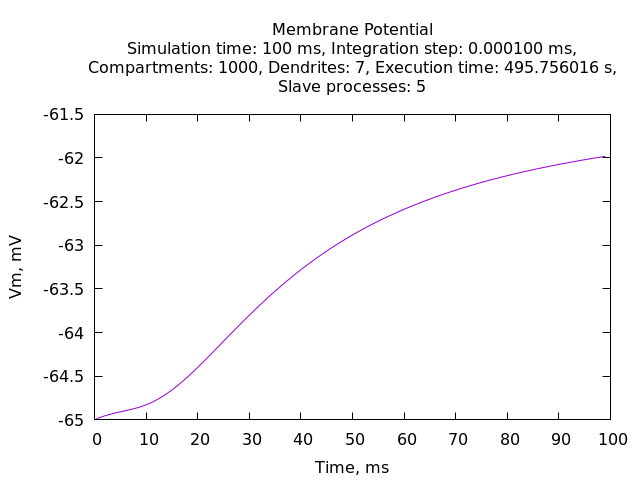 Membrane Potential
Simulation time: 100 ms, Integration step: 0.000100 ms,
Compartments: 1000, Dendrites: 7, Execution time: 495.756016 s,
Slave processes: 5
-61.5
-62
-62.5
-63
-63.5
-64
-64.5
-65
Vm, mV
0 10 20 30 40 50 60 70 80 90 100
Time, ms